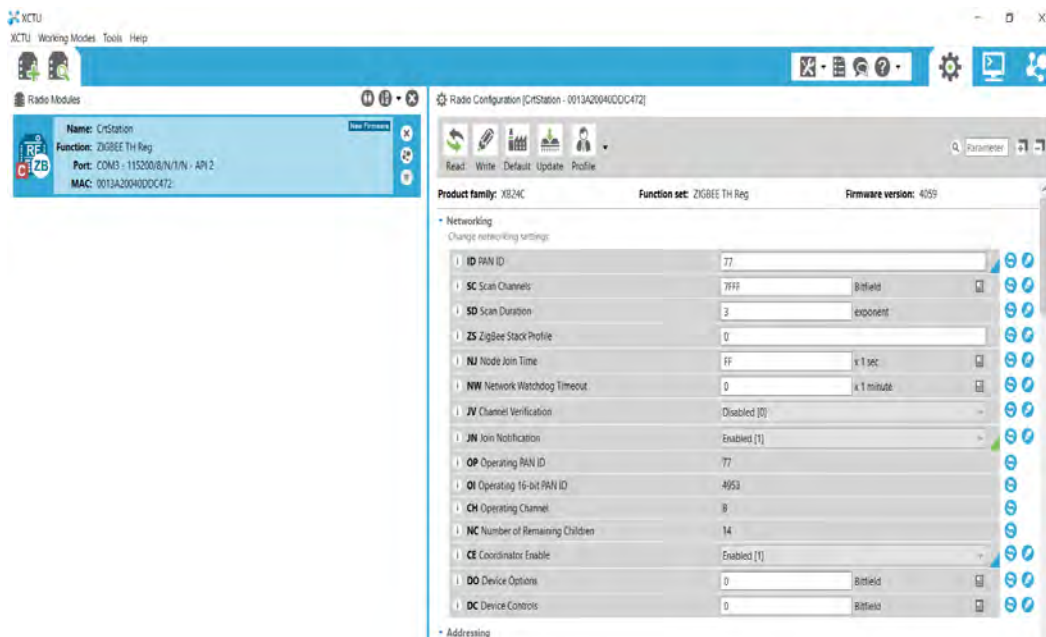 XCTU
XCTU Working Modes Tools Help
Radio Modules
Name: CrtStation
New Firmware
Function: ZIGBEE TH Reg
Port: COM3 - 115200/8/N/1/N - API 2
MAC: 0013A20040DDC472
RF
C ZB
Radio Configuration [CrtStation - 0013A20040DDC472]
Read Write Default Update Profile
Parameter
Product family: XB24C Function set: ZIGBEE TH Reg Firmware version: 4059
Networking
Change networking settings
i ID PAN ID 77
i SC Scan Channels 7FFF Bitfield
i SD Scan Duration 3 exponent
i ZS ZigBee Stack Profile 0
i NJ Node Join Time FF x 1 sec
i NW Network Watchdog Timeout 0 x 1 minute
i JV Channel Verification Disabled [0]
i JN Join Notification Enabled [1]
i OP Operating PAN ID 77
i OI Operating 16-bit PAN ID 4953
i CH Operating Channel
i NC Number of Remaining Children 14
i CE Coordinator Enable Enabled [1]
i DO Device Options 0 Bitfield
i DC Device Controls 0 Bitfield
Addressing